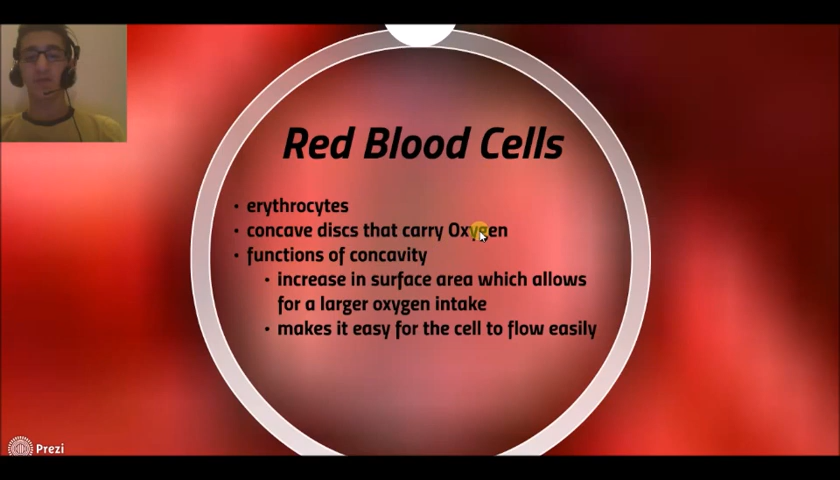 Red Blood Cells
• erythrocytes
• concave discs that carry Oxygen
• functions of concavity
• increase in surface area which allows
for a larger oxygen intake
• makes it easy for the cell to flow easily
Prezi